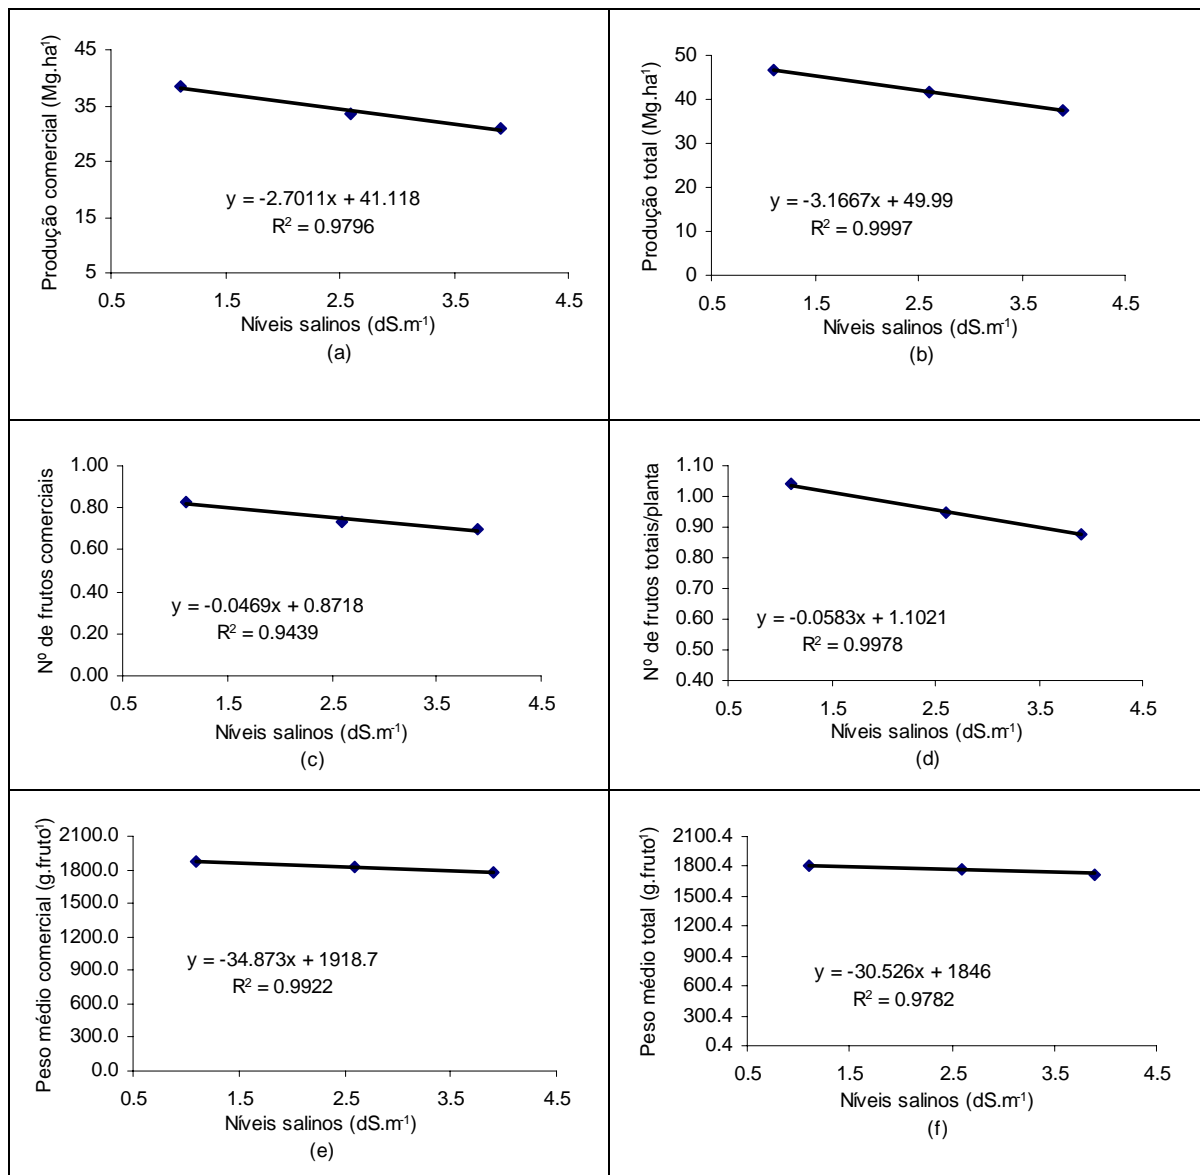 Produção comercial (Mg.ha¹)
45
35
25
15
5
y = -2.7011x + 41.118
R² = 0.9796
0.5 1.5 2.5 3.5 4.5
Níveis salinos (dS.m⁻¹)
(a)
Produção total (Mg.ha¹)
50
40
30
20
10
0
y = -3.1667x + 49.99
R² = 0.9997
0.5 1.5 2.5 3.5 4.5
Níveis salinos (dS.m⁻¹)
(b)
Nº de frutos comerciais
1.00
0.80
0.60
0.40
0.20
0.00
y = -0.0469x + 0.8718
R² = 0.9439
0.5 1.5 2.5 3.5 4.5
Níveis salinos (dS.m⁻¹)
(c)
Nº de frutos totais/planta
1.10
1.00
0.90
0.80
0.70
0.60
0.50
0.40
y = -0.0583x + 1.1021
R² = 0.9978
0.5 1.5 2.5 3.5 4.5
Níveis salinos (dS.m⁻¹)
(d)
Peso médio comercial (g.fruto¹)
2100.0
1800.0
1500.0
1200.0
900.0
600.0
300.0
0.0
y = -34.873x + 1918.7
R² = 0.9922
0.5 1.5 2.5 3.5 4.5
Níveis salinos (dS.m⁻¹)
(e)
Peso médio total (g.fruto¹)
2100.4
1800.4
1500.4
1200.4
900.4
600.4
300.4
0.4
y = -30.526x + 1846
R² = 0.9782
0.5 1.5 2.5 3.5 4.5
Níveis salinos (dS.m⁻¹)
(f)